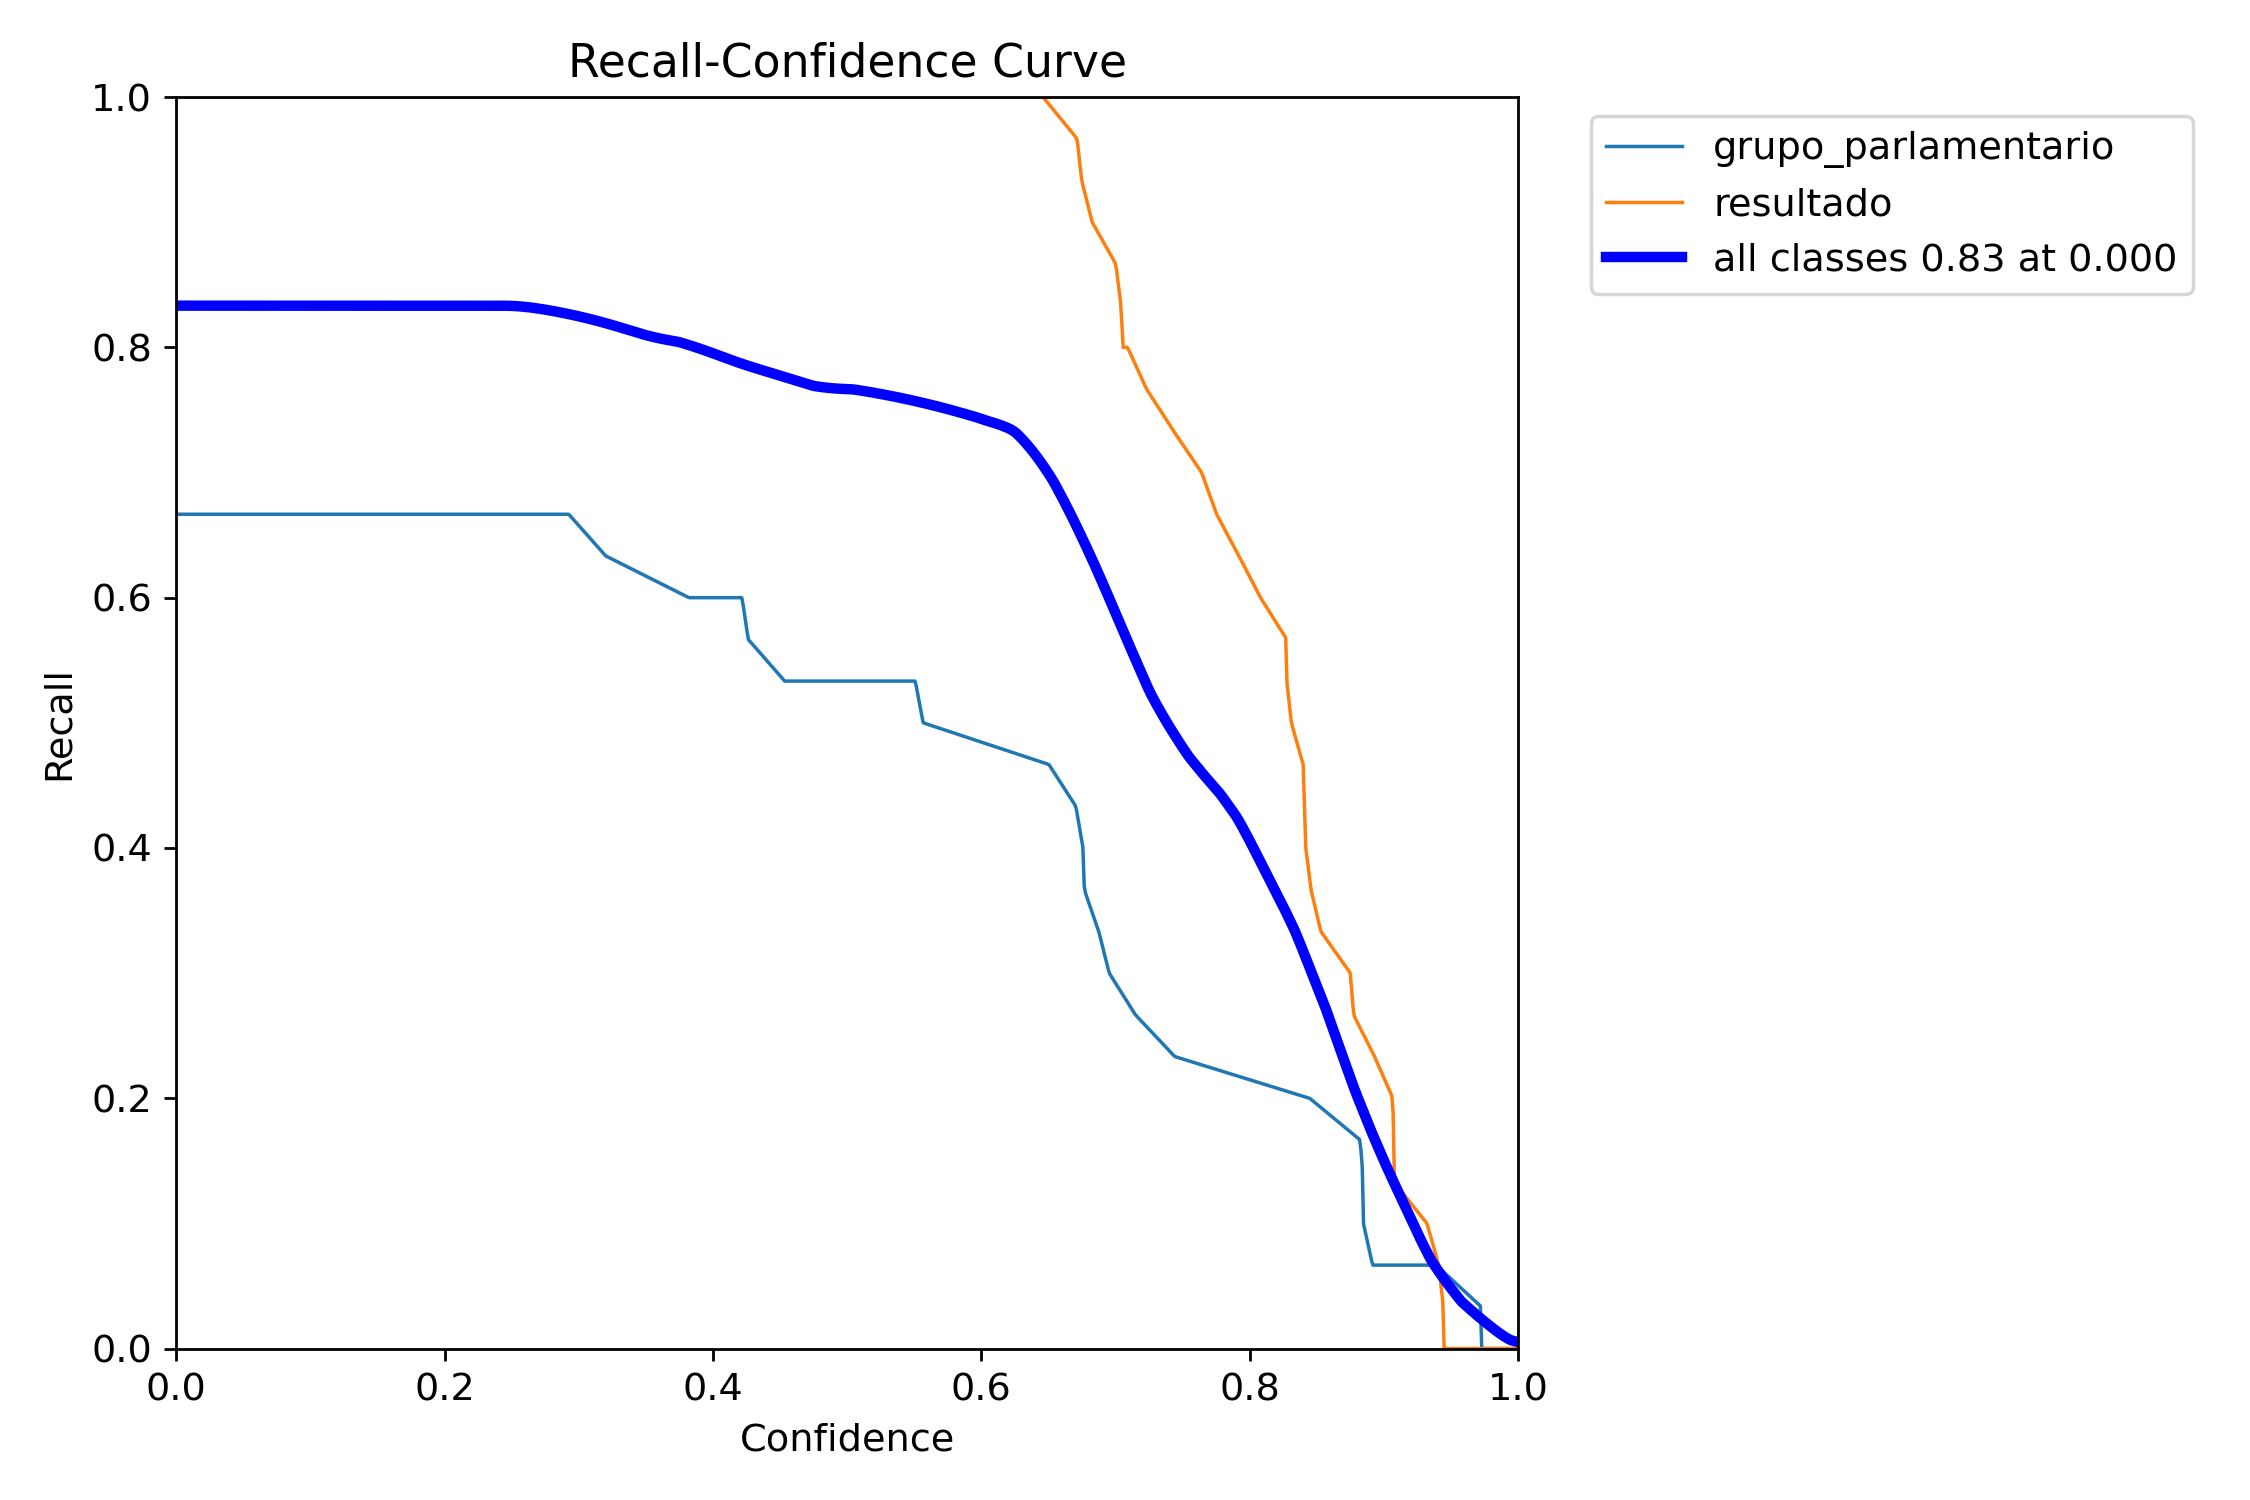 Recall-Confidence Curve
grupo_parlamentario
resultado
all classes 0.83 at 0.000
Recall
1.0
0.8
0.6
0.4
0.2
0.0
0.0 0.2 0.4 0.6 0.8 1.0
Confidence